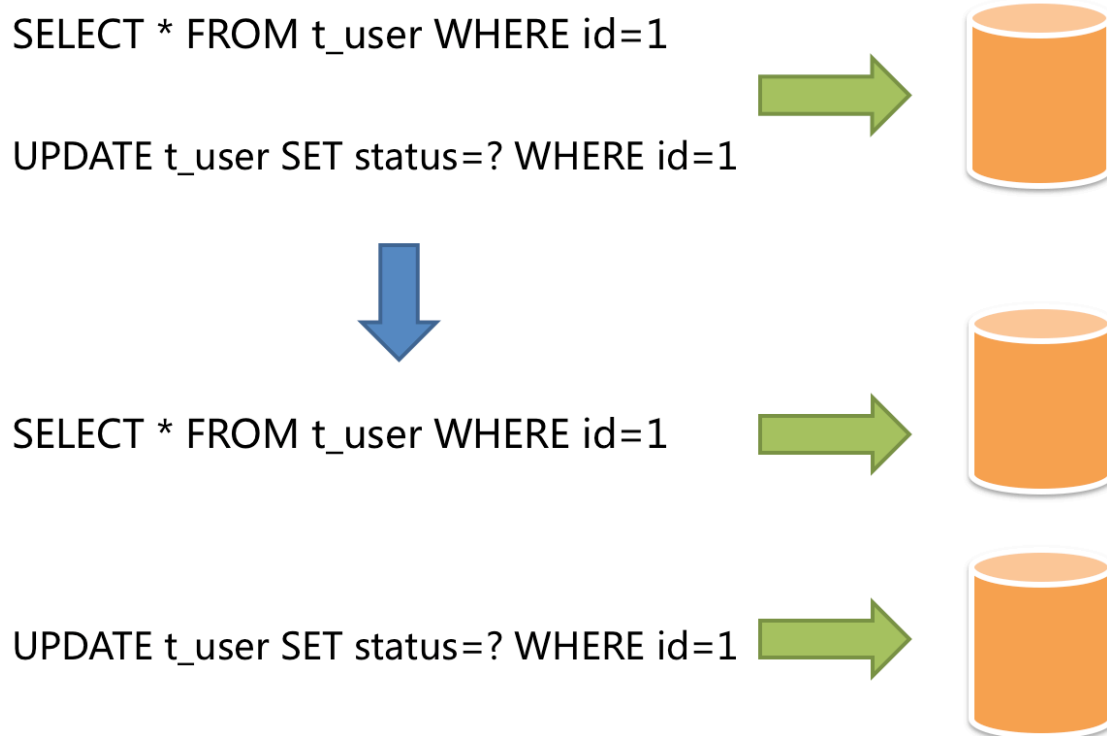 SELECT * FROM t_user WHERE id=1
UPDATE t_user SET status=? WHERE id=1
SELECT * FROM t_user WHERE id=1
UPDATE t_user SET status=? WHERE id=1